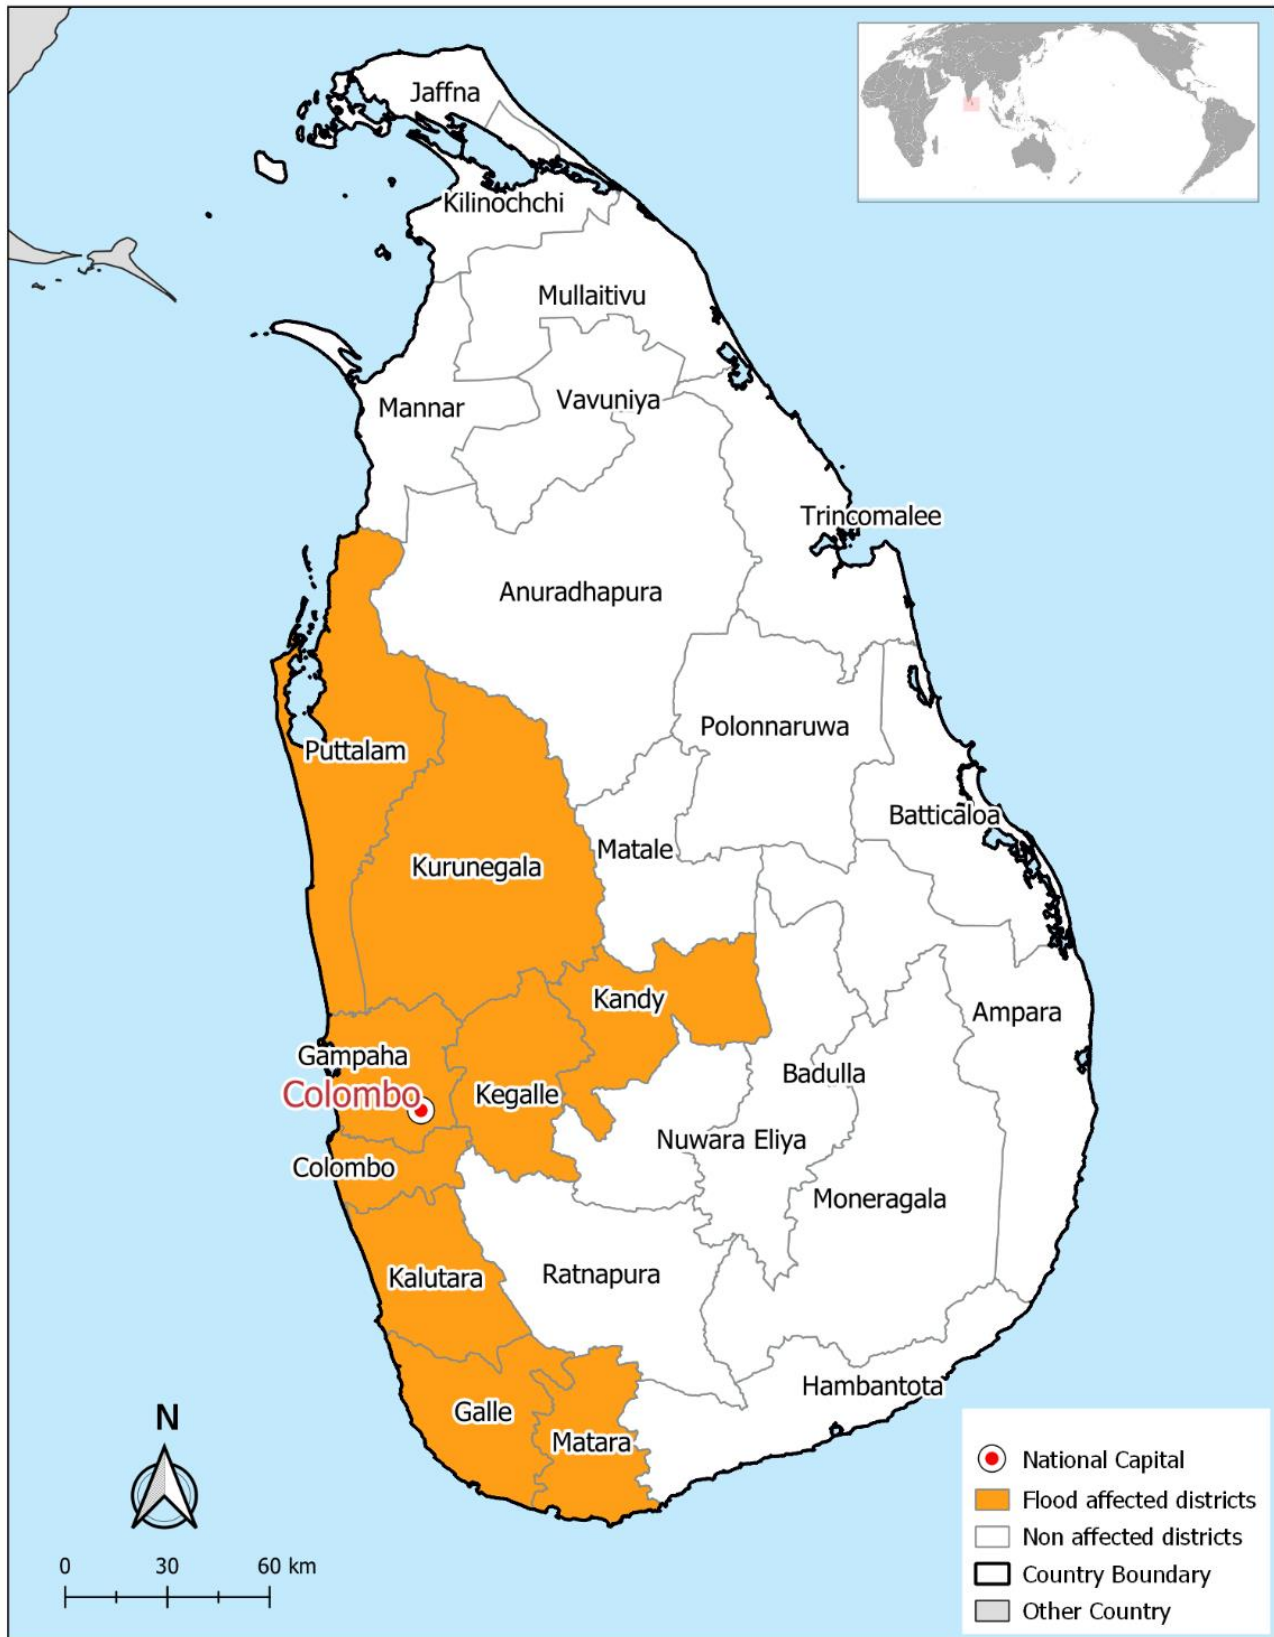 Jaffna
Kilinochchi
Mullaitivu
Vavuniya
Mannar
Trincomalee
Anuradhapura
Polonnaruwa
Puttalam
Batticaloa
Matale
Kurunegala
Kandy
Ampara
Gampaha
Badulla
Colombo
Kegalle
Nuwara Eliya
Colombo
Moneragala
Ratnapura
Kalutara
Hambantota
Galle
Matara
N
0 30 60 km
National Capital
Flood affected districts
Non affected districts
Country Boundary
Other Country